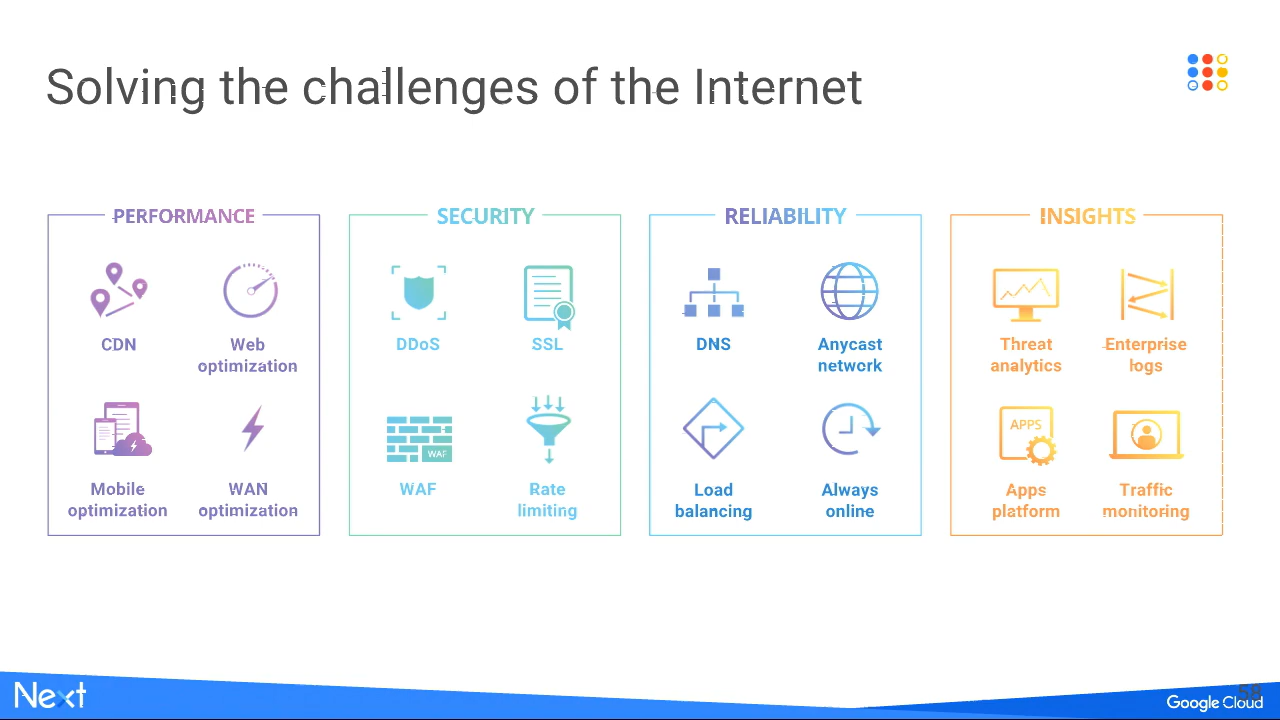 Solving the challenges of the Internet
PERFORMANCE
CDN
Web
optimization
Mobile
optimization
WAN
optimization
SECURITY
DDoS
SSL
WAF
WAF
Rate
limiting
RELIABILITY
DNS
Anycast
network
Load
balancing
Always
online
INSIGHTS
Threat
analytics
Enterprise
logs
APPS
Apps
platform
Traffic
monitoring
Next
58
Google Cloud